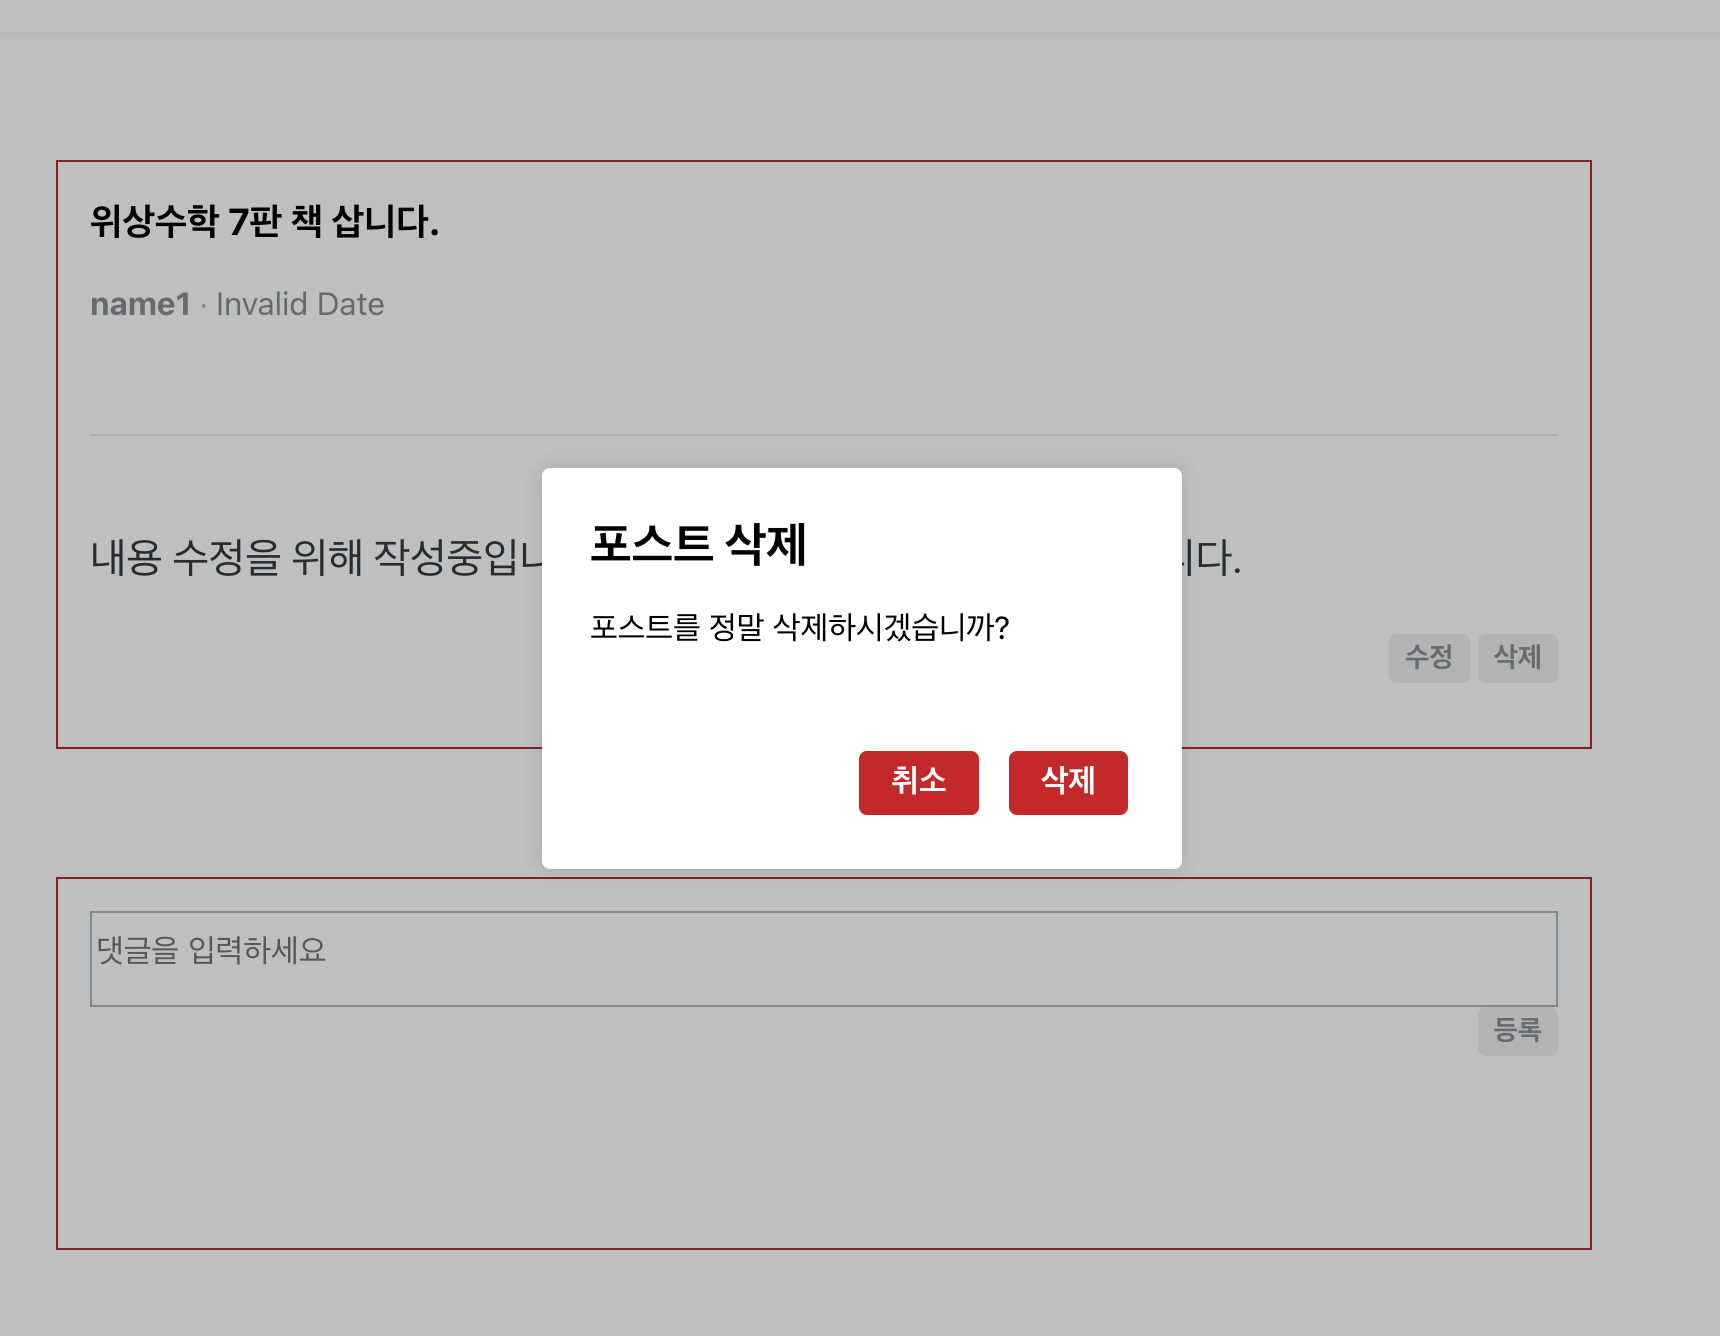 위상수학 7판 책 삽니다.
name1 · Invalid Date
내용 수정을 위해 작성중입 다.
포스트 삭제
포스트를 정말 삭제하시겠습니까?
수정 삭제
취소 삭제
댓글을 입력하세요
등록